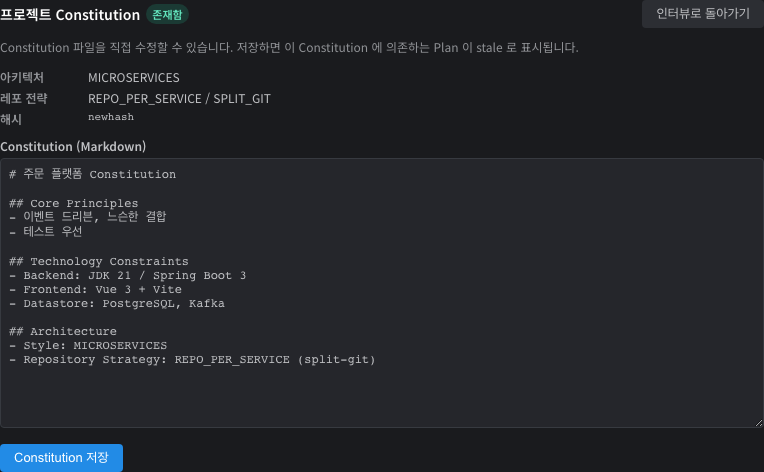 프로젝트 Constitution 존재함 인터뷰로 돌아가기
Constitution 파일을 직접 수정할 수 있습니다. 저장하면 이 Constitution 에 의존하는 Plan 이 stale 로 표시됩니다.
아키텍처 MICROSERVICES
레포 전략 REPO_PER_SERVICE / SPLIT_GIT
해시 newhash
Constitution (Markdown)
# 주문 플랫폼 Constitution
## Core Principles
- 이벤트 드리븐, 느슨한 결합
- 테스트 우선
## Technology Constraints
- Backend: JDK 21 / Spring Boot 3
- Frontend: Vue 3 + Vite
- Datastore: PostgreSQL, Kafka
## Architecture
- Style: MICROSERVICES
- Repository Strategy: REPO_PER_SERVICE (split-git)
Constitution 저장